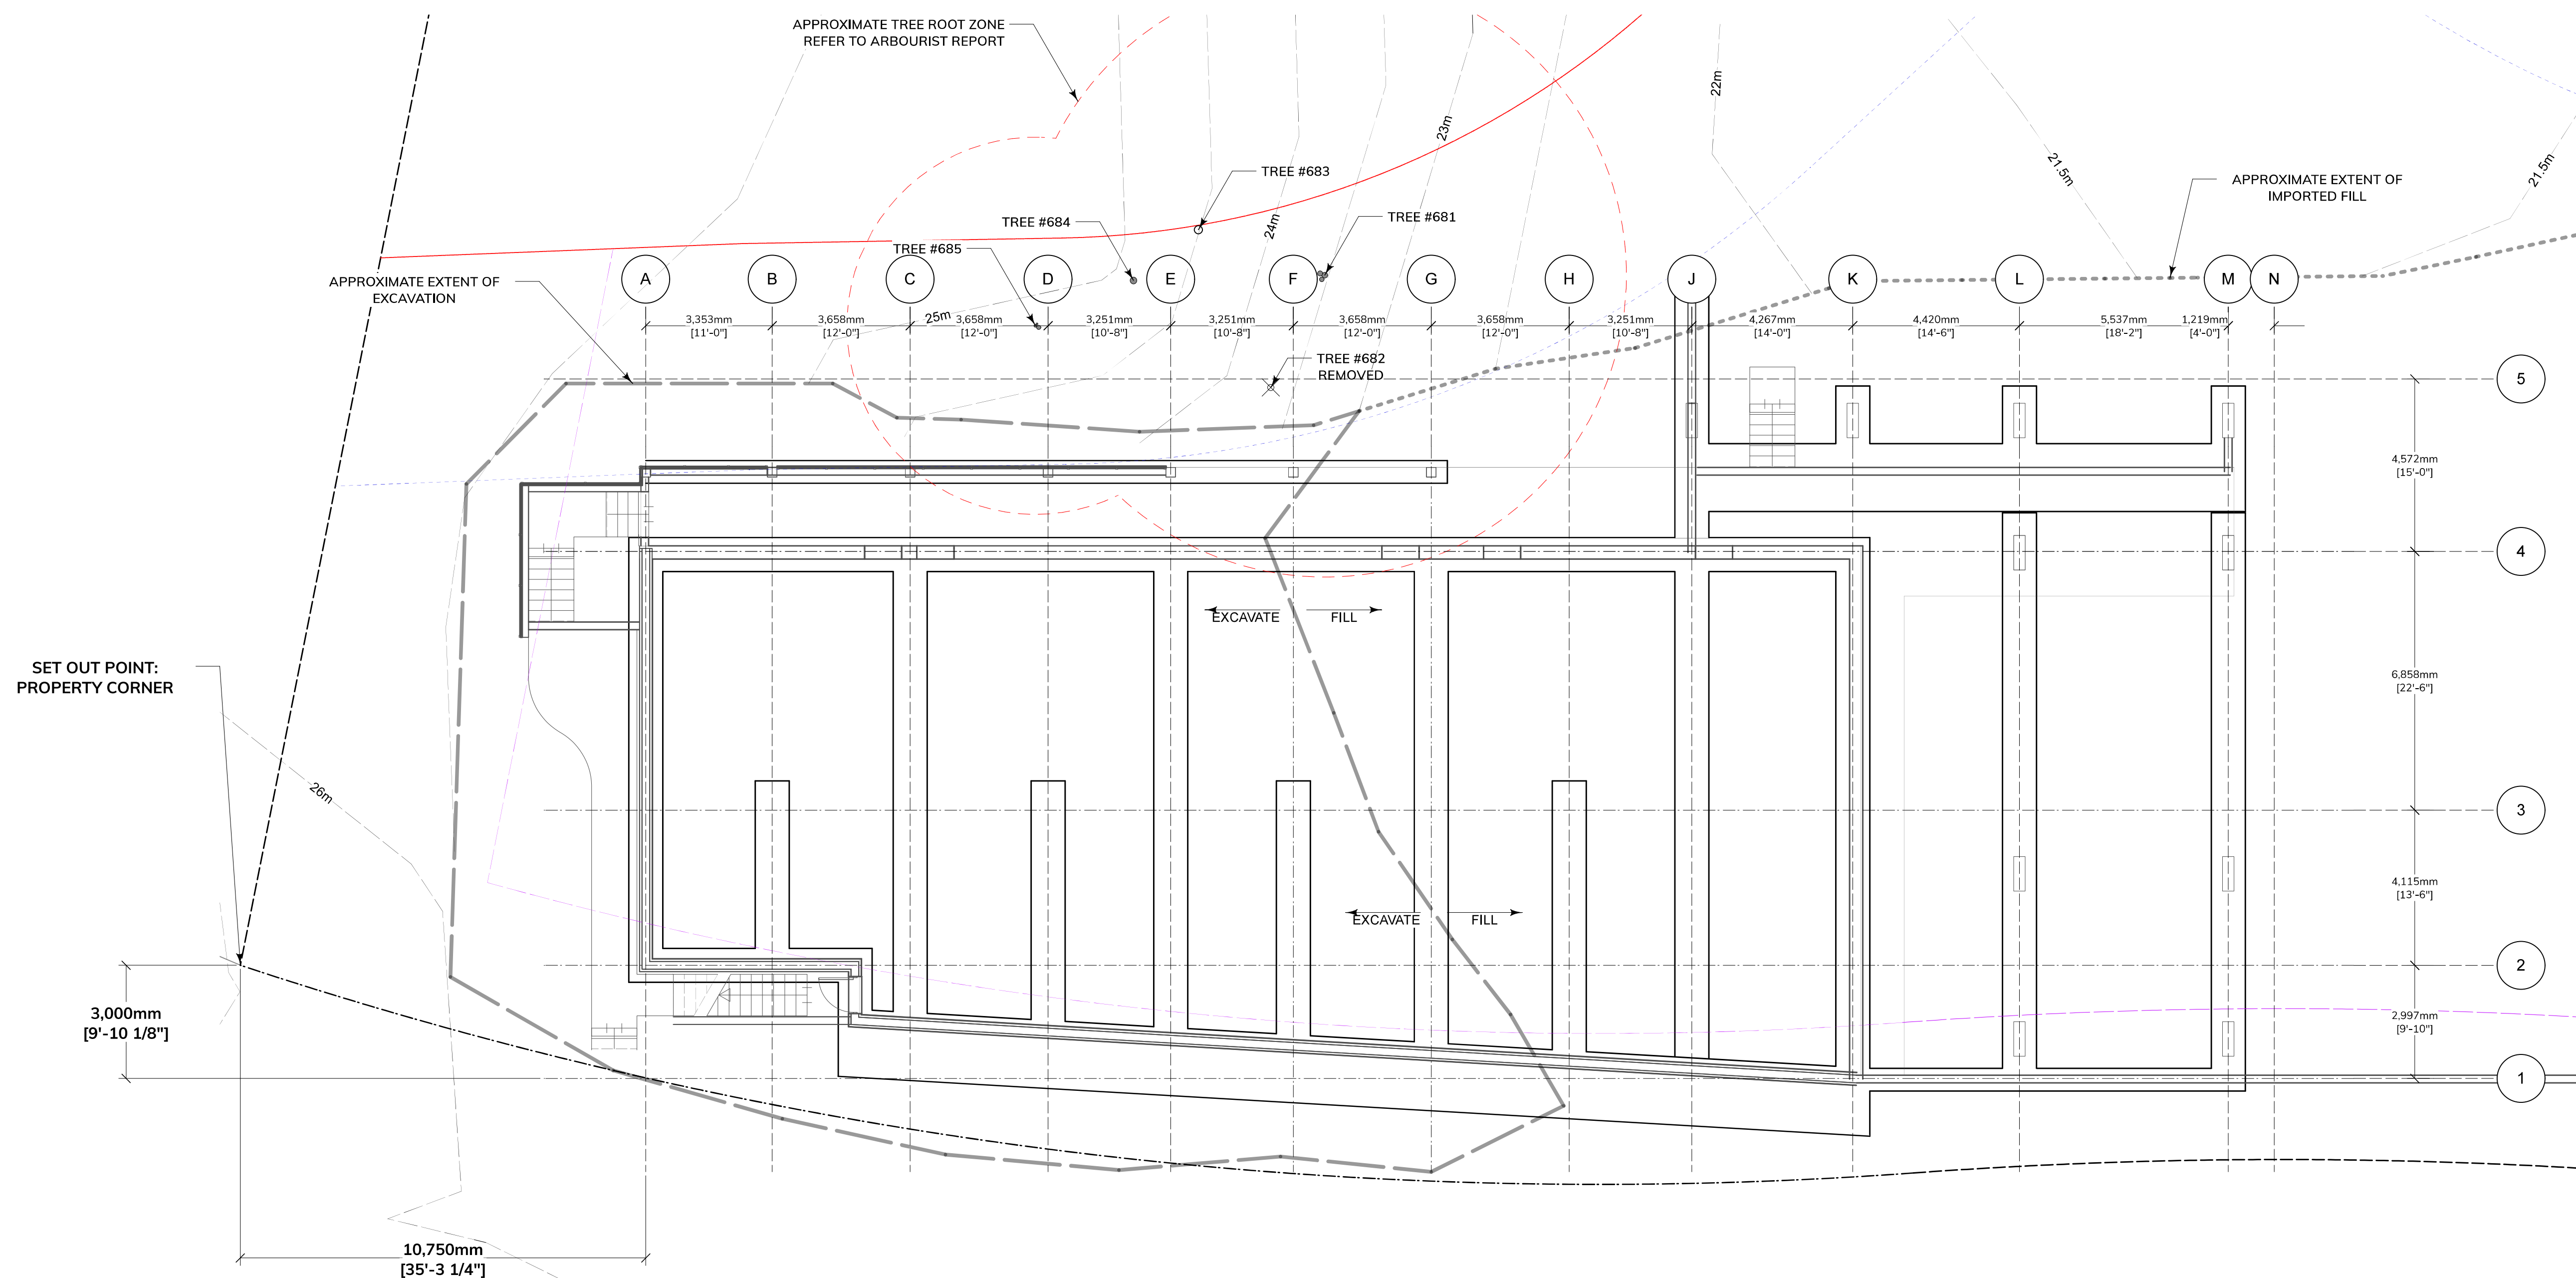 APPROXIMATE TREE ROOT ZONE
REFER TO ARBOURIST REPORT
22m
23m
21.5m
21.5m
TREE #683
APPROXIMATE EXTENT OF
IMPORTED FILL
TREE #684
24m
TREE #681
TREE #685
APPROXIMATE EXTENT OF
EXCAVATION
A
B
C
D
E
F
G
H
J
K
L
M
N
25m
3,353mm
[11'-0"]
3,658mm
[12'-0"]
3,658mm
[12'-0"]
3,251mm
[10'-8"]
3,251mm
[10'-8"]
3,658mm
[12'-0"]
3,658mm
[12'-0"]
3,251mm
[10'-8"]
4,267mm
[14'-0"]
4,420mm
[14'-6"]
5,537mm
[18'-2"]
1,219mm
[4'-0"]
TREE #682
REMOVED
5
4,572mm
[15'-0"]
4
EXCAVATE
FILL
SET OUT POINT:
PROPERTY CORNER
6,858mm
[22'-6"]
26m
3
4,115mm
[13'-6"]
EXCAVATE
FILL
2
3,000mm
[9'-10 1/8"]
2,997mm
[9'-10"]
1
10,750mm
[35'-3 1/4"]